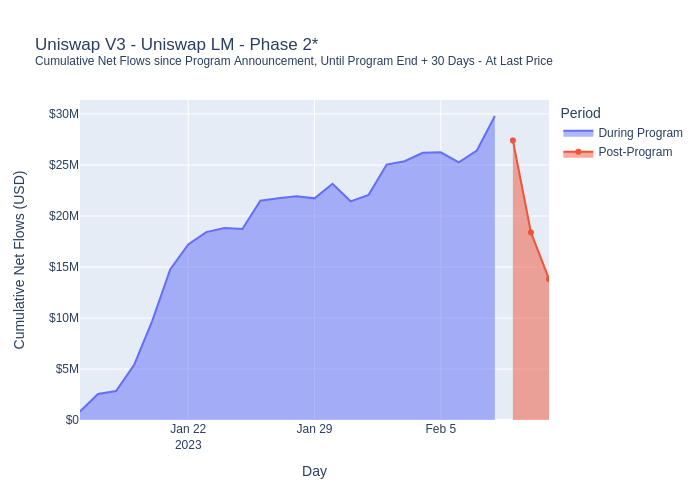 Uniswap V3 - Uniswap LM - Phase 2*
Cumulative Net Flows since Program Announcement, Until Program End + 30 Days - At Last Price
Period
During Program
Post-Program
Cumulative Net Flows (USD)
$30M
$25M
$20M
$15M
$10M
$5M
$0
Jan 22
2023
Jan 29
Feb 5
Day